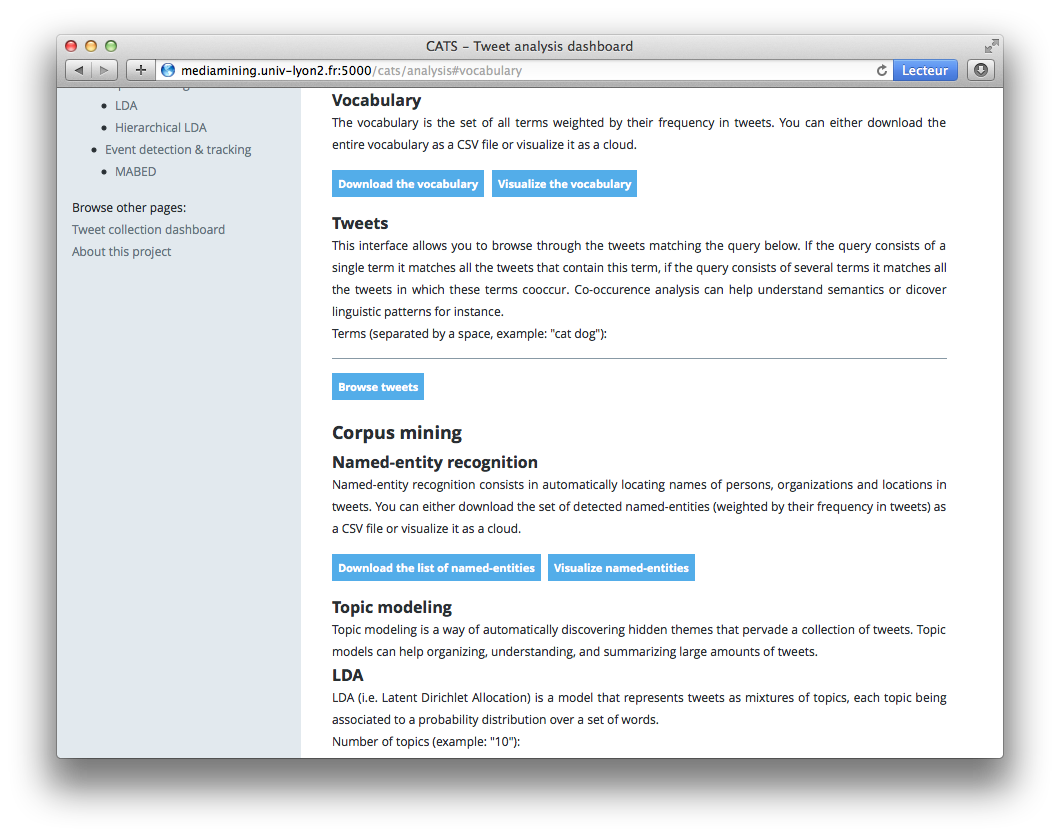 CATS – Tweet analysis dashboard
mediamining.univ-lyon2.fr:5000/cats/analysis#vocabulary
Lecteur
LDA
Hierarchical LDA
Event detection & tracking
MABED
Browse other pages:
Tweet collection dashboard
About this project
Vocabulary
The vocabulary is the set of all terms weighted by their frequency in tweets. You can either download the
entire vocabulary as a CSV file or visualize it as a cloud.
Download the vocabulary
Visualize the vocabulary
Tweets
This interface allows you to browse through the tweets matching the query below. If the query consists of a
single term it matches all the tweets that contain this term, if the query consists of several terms it matches all
the tweets in which these terms cooccur. Co-occurence analysis can help understand semantics or dicover
linguistic patterns for instance.
Terms (separated by a space, example: "cat dog"):
Browse tweets
Corpus mining
Named-entity recognition
Named-entity recognition consists in automatically locating names of persons, organizations and locations in
tweets. You can either download the set of detected named-entities (weighted by their frequency in tweets) as
a CSV file or visualize it as a cloud.
Download the list of named-entities
Visualize named-entities
Topic modeling
Topic modeling is a way of automatically discovering hidden themes that pervade a collection of tweets. Topic
models can help organizing, understanding, and summarizing large amounts of tweets.
LDA
LDA (i.e. Latent Dirichlet Allocation) is a model that represents tweets as mixtures of topics, each topic being
associated to a probability distribution over a set of words.
Number of topics (example: "10"):